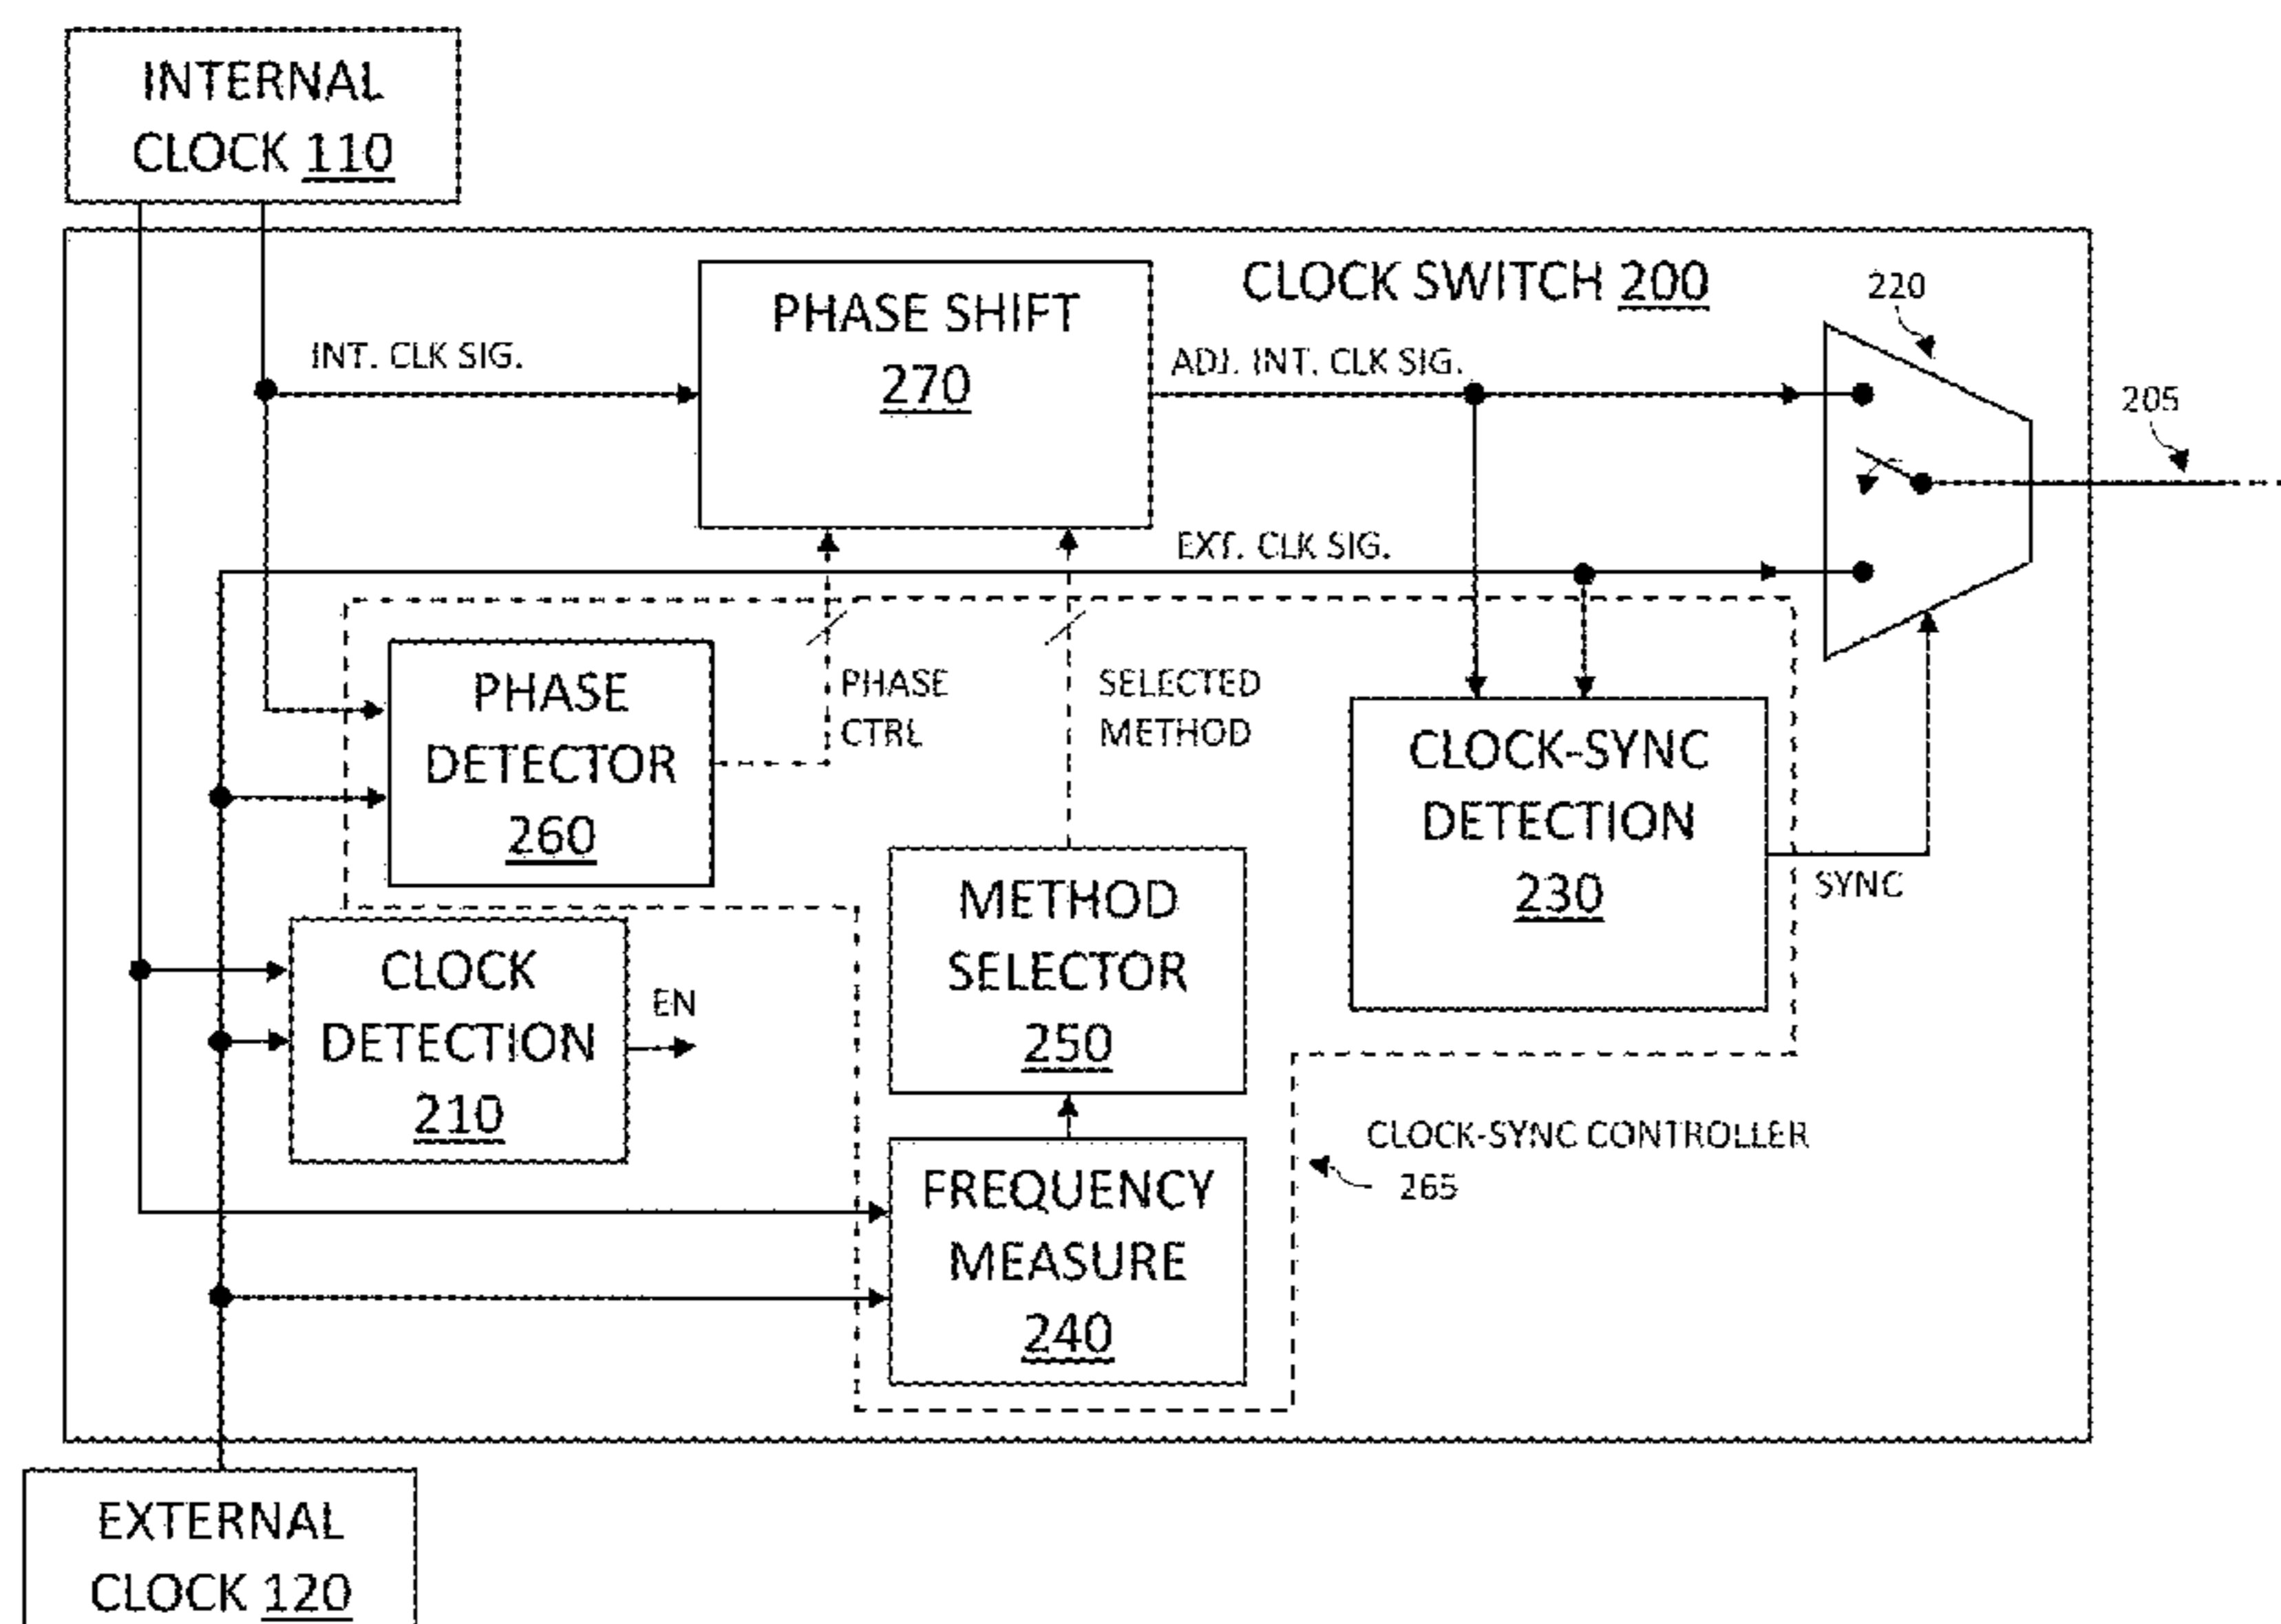 INTERNAL
CLOCK 110
CLOCK SWITCH 200
PHASE SHIFT
270
220
INT. CLK SIG.
ADJ. INT. CLK SIG.
205
EXT. CLK SIG.
PHASE
DETECTOR
260
PHASE
CTRL
SELECTED
METHOD
CLOCK-SYNC
DETECTION
230
SYNC
METHOD
SELECTOR
250
CLOCK
DETECTION
210
EN
FREQUENCY
MEASURE
240
CLOCK-SYNC CONTROLLER
265
EXTERNAL
CLOCK 120